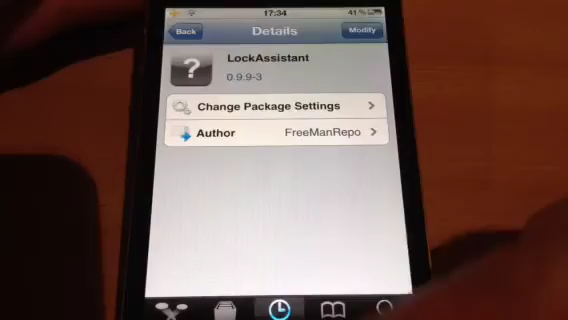 17:34
41 %
Back
Details
Modify
?
LockAssistant
0.9.9-3
Change Package Settings
Author
FreeManRepo